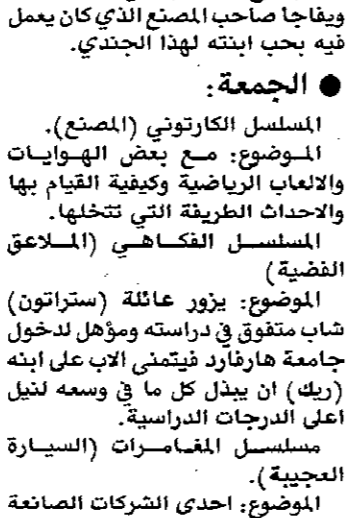 ويفاجا صاحب المصنع الذي كان يعمل
فيه بحب ابنته لهذا الجندي.
● الجمعة:
المسلسل الكارتوني (المصنع).
الموضوع: مع بعض الهوايات
والالعاب الرياضية وكيفية القيام بها
والاحداث الطريفة التي تتخلها.
المسلسل الفكاهي (الملاعق
الفضية)
الموضوع: يزور عائلة (ستراتون)
شاب متفوق في دراسته ومؤهل لدخول
جامعة هارفارد فيتمنى الاب على ابنه
(ريك) ان يبذل كل ما في وسعه لنيل
اعلى الدرجات الدراسية.
مسلسل المغامرات (السيارة
العجيبة).
الموضوع: احدى الشركات الصانعة